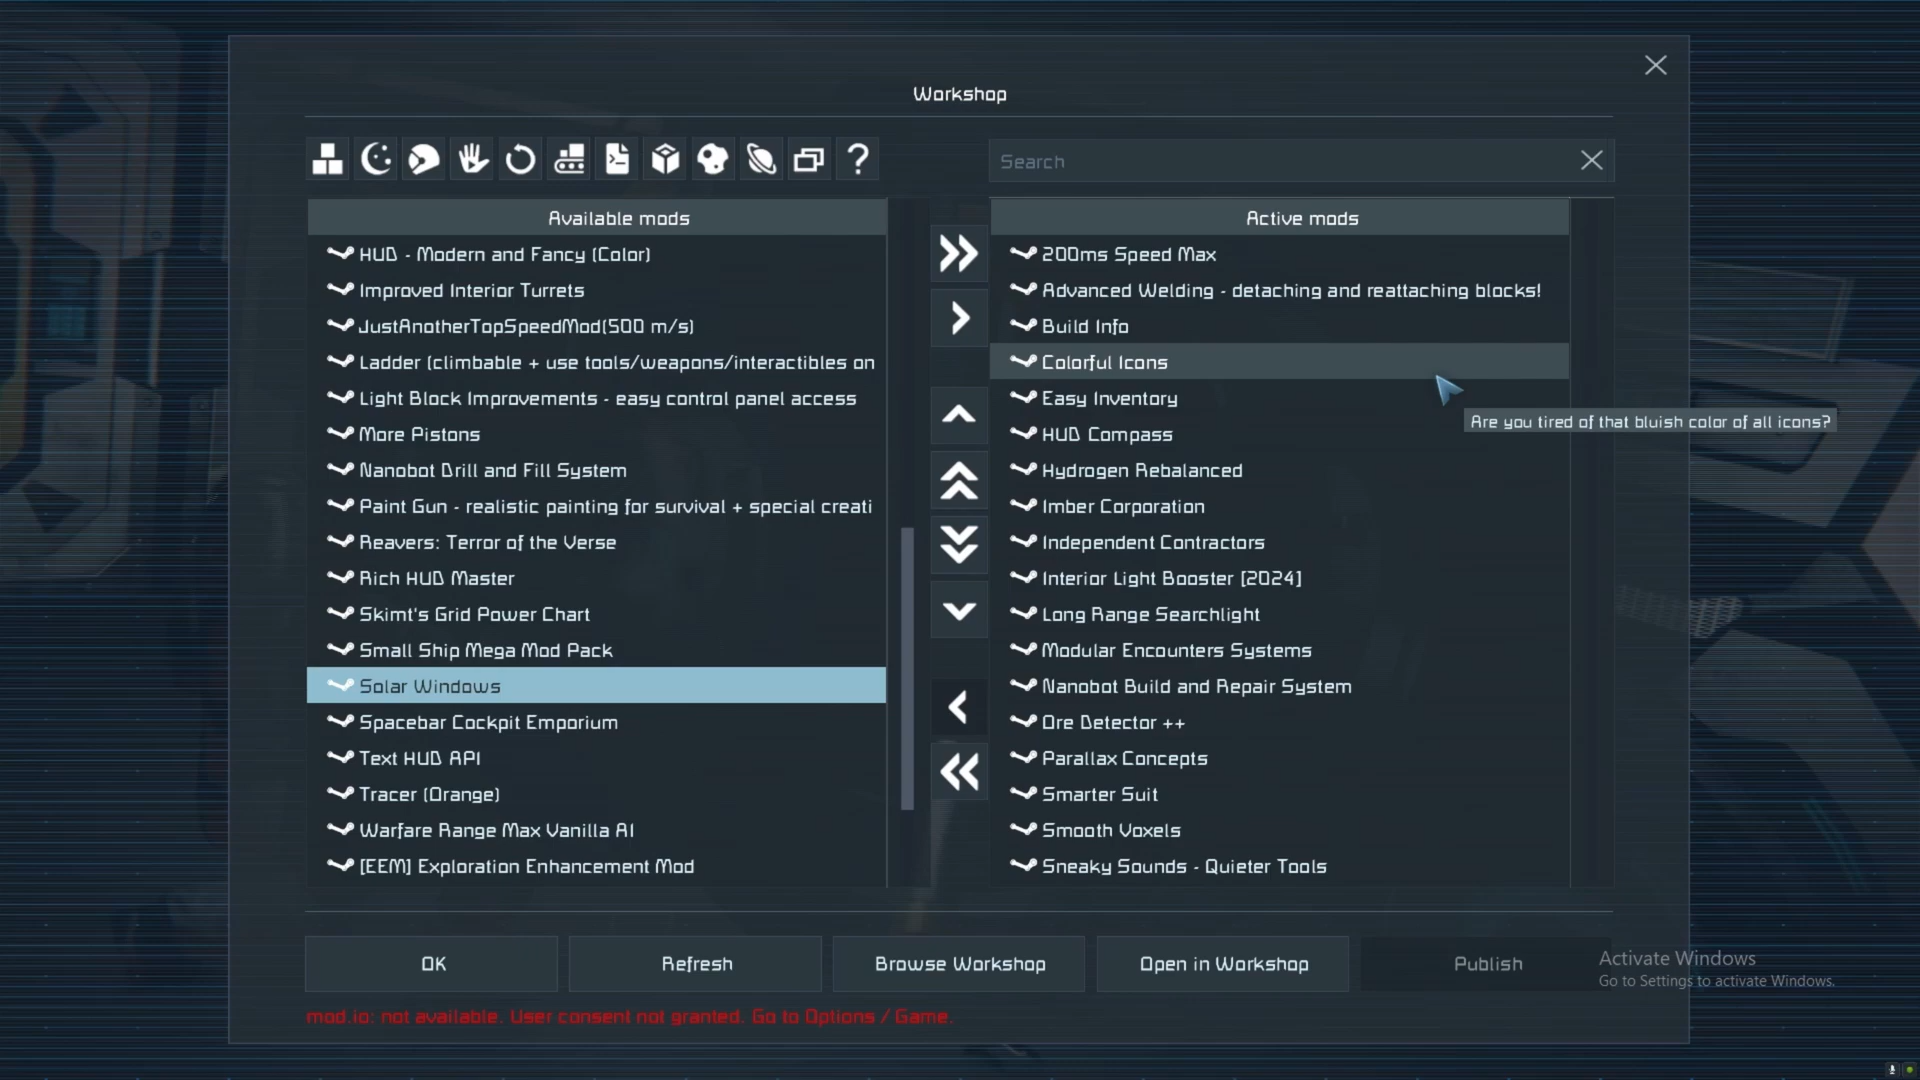 Workshop
?
Search
Available mods
HUD - Modern and Fancy (Color)
Improved Interior Turrets
JustAnotherTopSpeedMod(500 m/s)
Ladder (climbable + use tools/weapons/interactibles on
Light Block Improvements - easy control panel access
More Pistons
Nanobot Drill and Fill System
Paint Gun - realistic painting for survival + special creati
Reavers: Terror of the Verse
Rich HUD Master
Skimt's Grid Power Chart
Small Ship Mega Mod Pack
Solar Windows
Spacebar Cockpit Emporium
Text HUD API
Tracer (Orange)
Warfare Range Max Vanilla AI
[EEM] Exploration Enhancement Mod
Active mods
200ms Speed Max
Advanced Welding - detaching and reattaching blocks!
Build Info
Colorful Icons
Easy Inventory
HUD Compass
Hydrogen Rebalanced
Imber Corporation
Independent Contractors
Interior Light Booster [2024]
Long Range Searchlight
Modular Encounters Systems
Nanobot Build and Repair System
Ore Detector ++
Parallax Concepts
Smarter Suit
Smooth Voxels
Sneaky Sounds - Quieter Tools
Are you tired of that bluish color of all icons?
OK
Refresh
Browse Workshop
Open in Workshop
Publish
Activate Windows
Go to Settings to activate Windows.
mod.io: not available. User consent not granted. Go to Options / Game.